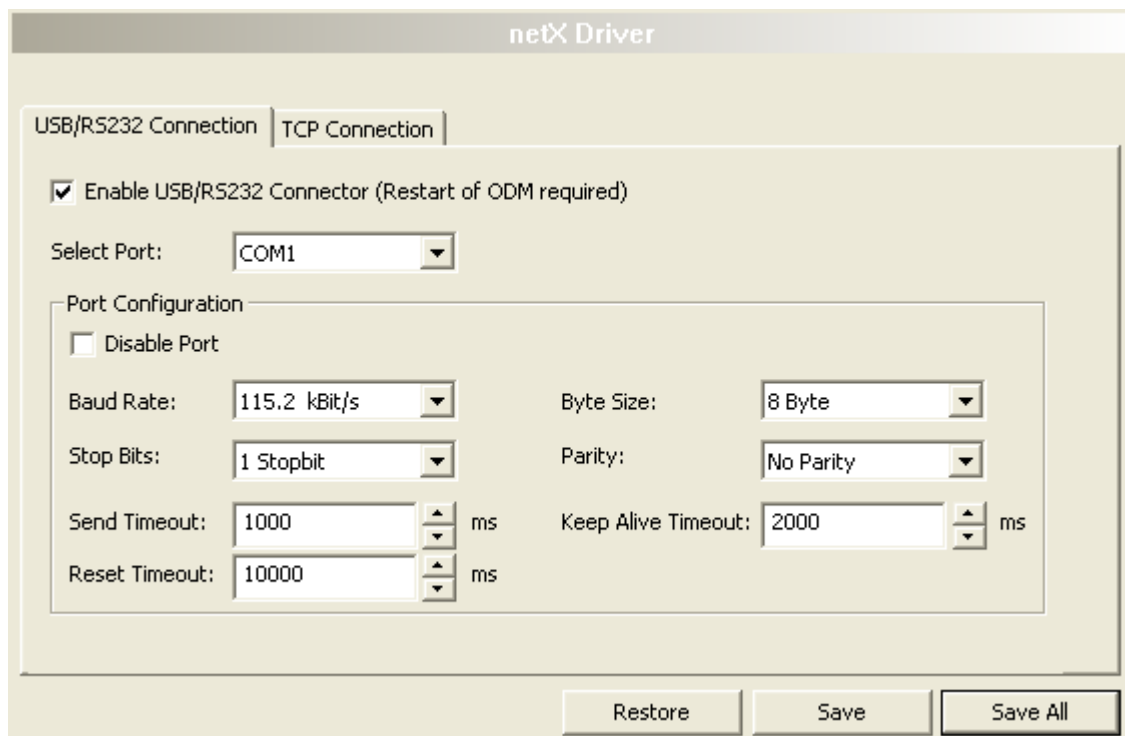 netX Driver
USB/RS232 Connection TCP Connection
Enable USB/RS232 Connector (Restart of ODM required)
Select Port: COM1
Port Configuration
Disable Port
Baud Rate: 115.2 kBit/s Byte Size: 8 Byte
Stop Bits: 1 Stopbit Parity: No Parity
Send Timeout: 1000 ms Keep Alive Timeout: 2000 ms
Reset Timeout: 10000 ms
Restore Save Save All